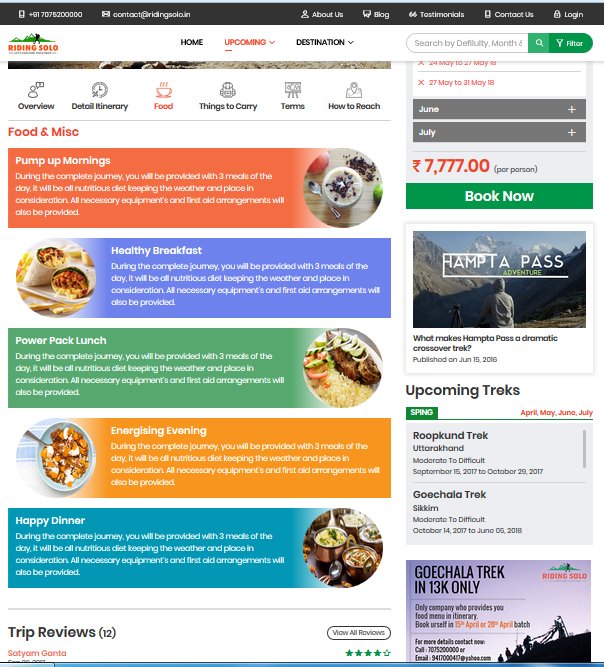 +91 7075200000
contact@ridingsolo.in
About Us
Blog
Testimonials
Contact Us
Login
RIDING SOLO
HOME
UPCOMING
DESTINATION
Search by Defilulty, Month &
Filter
Overview
Detail Itinerary
Food
Things to Carry
Terms
How to Reach
Food & Misc
Pump up Mornings
During the complete journey, you will be provided with 3 meals of the
day, it will be all nutritious diet keeping the weather and place in
consideration. All necessary equipment's and first aid arrangements will
also be provided.
Healthy Breakfast
During the complete journey, you will be provided with 3 meals of the
day, it will be all nutritious diet keeping the weather and place in
consideration. All necessary equipment's and first aid arrangements will
also be provided.
Power Pack Lunch
During the complete journey, you will be provided with 3 meals of the
day, it will be all nutritious diet keeping the weather and place in
consideration. All necessary equipment's and first aid arrangements will
also be provided.
Energising Evening
During the complete journey, you will be provided with 3 meals of the
day, it will be all nutritious diet keeping the weather and place in
consideration. All necessary equipment's and first aid arrangements will
also be provided.
Happy Dinner
During the complete journey, you will be provided with 3 meals of the
day, it will be all nutritious diet keeping the weather and place in
consideration. All necessary equipment's and first aid arrangements will
also be provided.
Trip Reviews (12)
View All Reviews
Satyam Ganta
24 May to 27 May 18
27 May to 31 May 18
June +
July +
₹ 7,777.00 (per person)
Book Now
HAMPTA PASS
ADVENTURE
What makes Hampta Pass a dramatic
crossover trek?
Published on Jun 15, 2016
Upcoming Treks
SPING
April, May, June, July
Roopkund Trek
Uttarakhand
Moderate To Difficult
September 15, 2017 to October 29, 2017
Goechala Trek
Sikkim
Moderate To Difficult
October 14, 2017 to June 05, 2018
GOECHALA TREK
IN 13K ONLY
RIDING SOLO
Only company who provides you
food menu in itinerary.
Book urself in 15th April or 28th April batch
For more details contact now:
Call : 7075200000 or
Email : 9417000417@yahoo.com